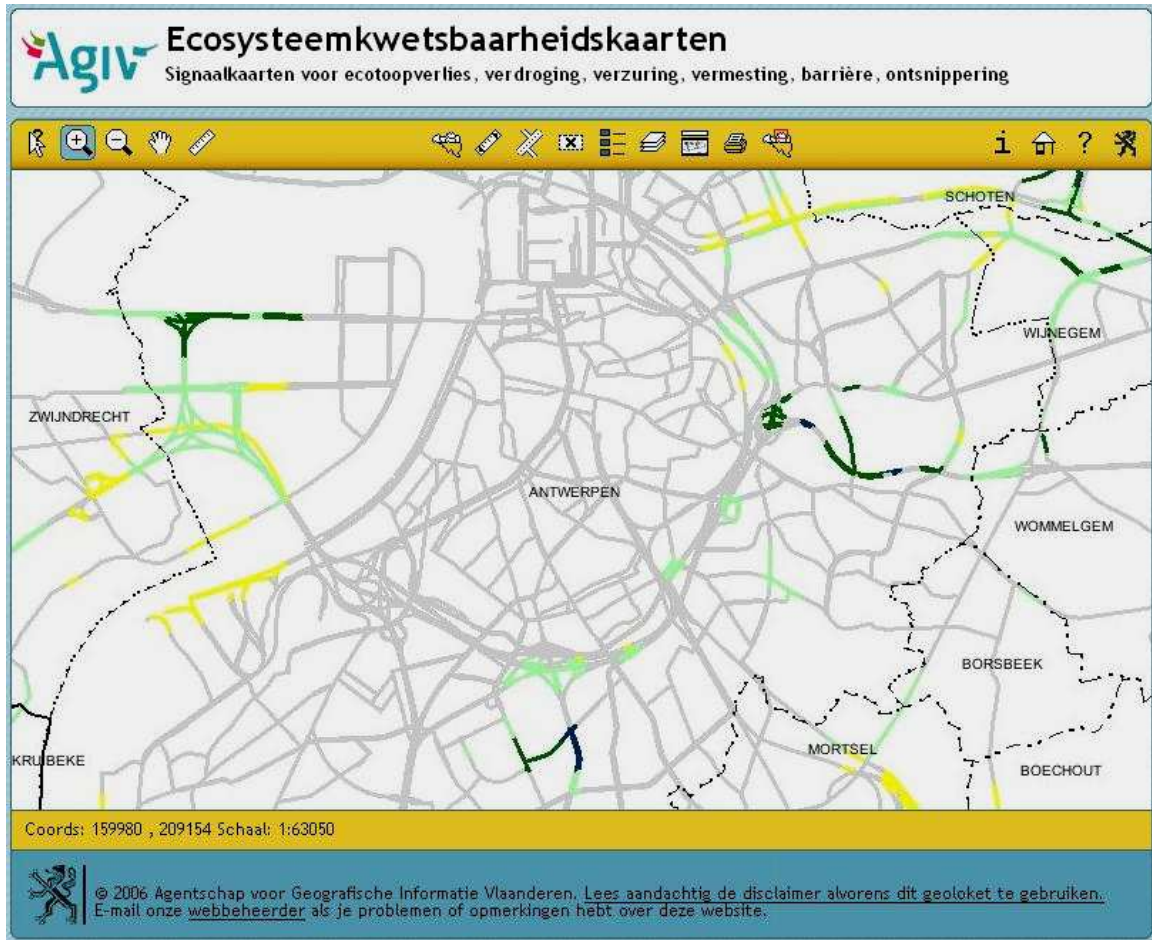 Agiv
Ecosysteemkwetsbaarheidskaarten
Signaalkaarten voor ecotoopverlies, verdroging, verzuring, vermesting, barrière, ontsnippering
i ?
SCHOTEN
WIJNEGEM
ZWIJNDRECHT
ANTWERPEN
WOMMELGEM
BORSBEEK
MORTSEL
KRUIBEKE
BOECHOUT
Coords: 159980 , 209154 Schaal: 1:63050
© 2006 Agentschap voor Geografische Informatie Vlaanderen. Lees aandachtig de disclaimer alvorens dit geoloket te gebruiken.
E-mail onze webbeheerder als je problemen of opmerkingen hebt over deze website.